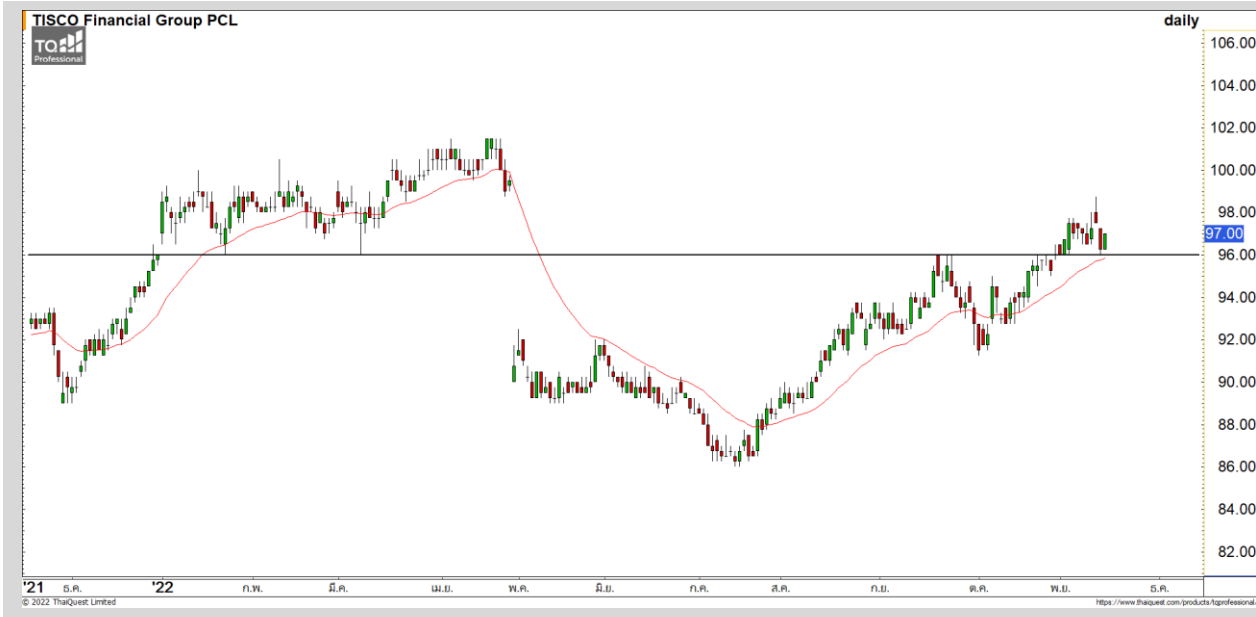 TISCO Financial Group PCL
daily
TQ
Professional
106.00
104.00
102.00
100.00
98.00
97.00
96.00
94.00
92.00
90.00
88.00
86.00
84.00
82.00
'21 ธ.ค. '22 ก.พ. มี.ค. เม.ย. พ.ค. มิ.ย. ก.ค. ส.ค. ก.ย. ต.ค. พ.ย. ธ.ค.
© 2022 ThaiQuest Limited
https://www.thaiquest.com/products/tqprofessional